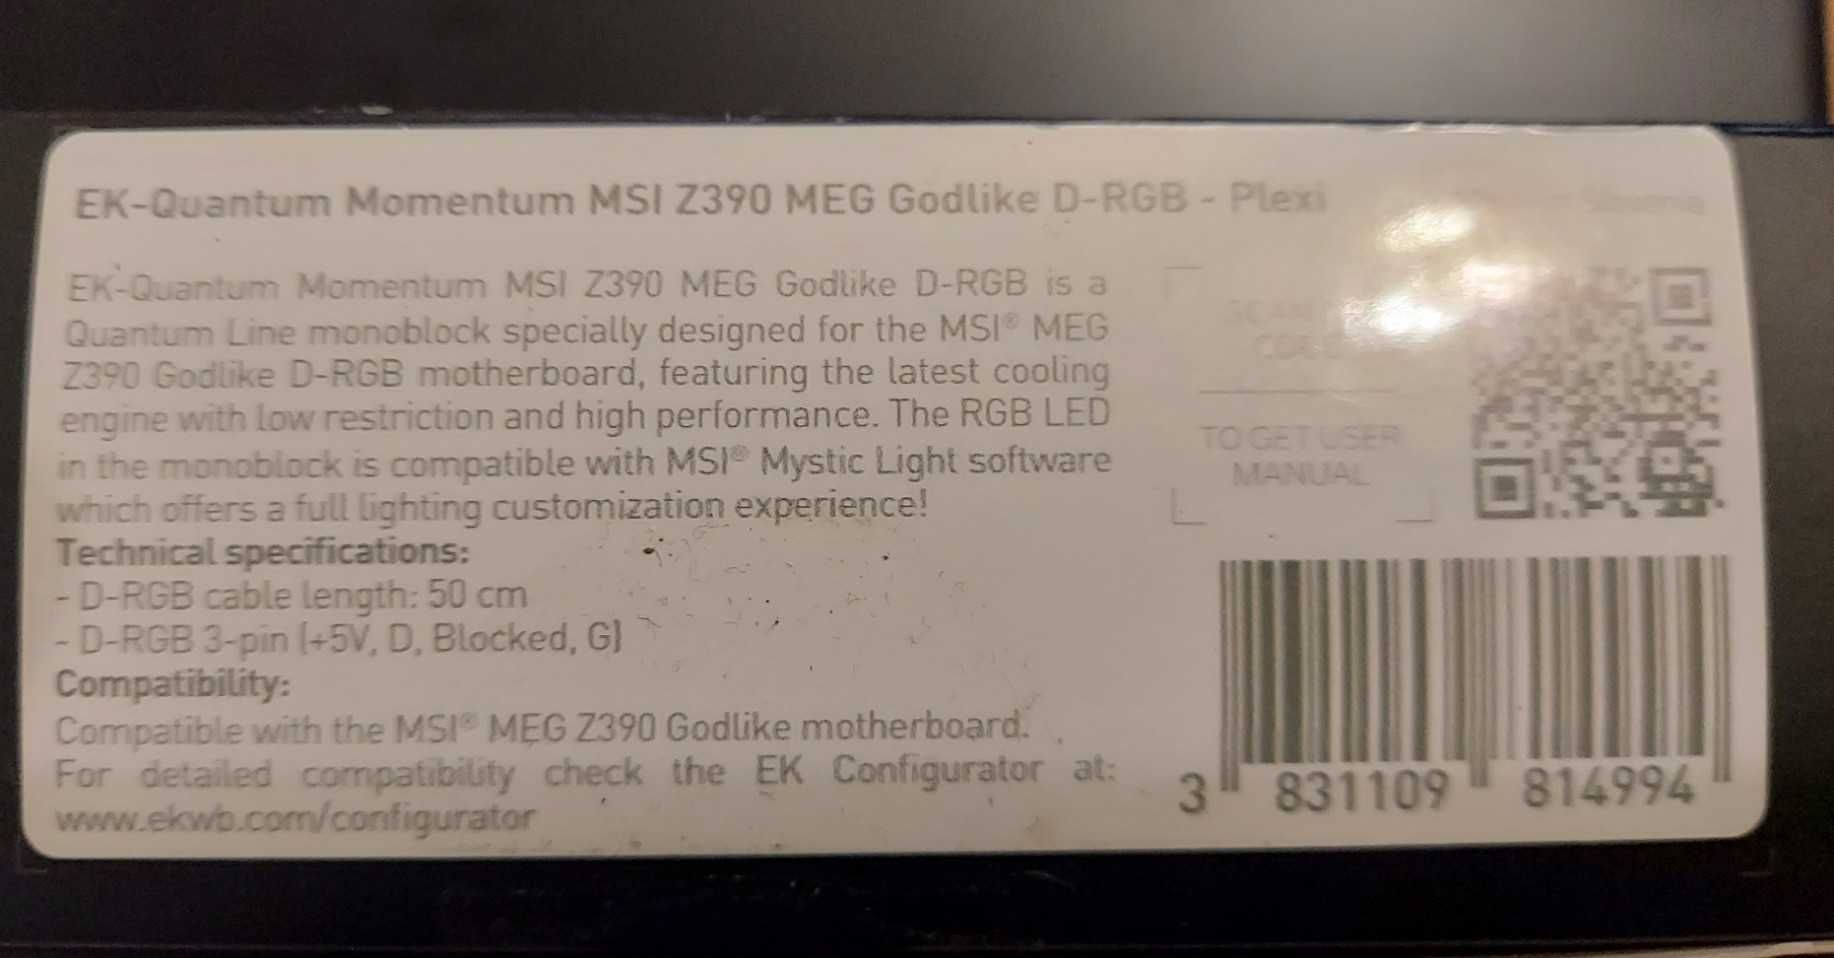 EK-Quantum Momentum MSI Z390 MEG Godlike D-RGB - Plexi
Slovenia
EK-Quantum Momentum MSI Z390 MEG Godlike D-RGB is a
Quantum Line monoblock specially designed for the MSI® MEG
Z390 Godlike D-RGB motherboard, featuring the latest cooling
engine with low restriction and high performance. The RGB LED
in the monoblock is compatible with MSI® Mystic Light software
which offers a full lighting customization experience!
Technical specifications:
- D-RGB cable length: 50 cm
- D-RGB 3-pin (+5V, D, Blocked, G)
Compatibility:
Compatible with the MSI® MEG Z390 Godlike motherboard.
For detailed compatibility check the EK Configurator at:
www.ekwb.com/configurator
SCAN
TO GET USER
MANUAL
3 831109 814994